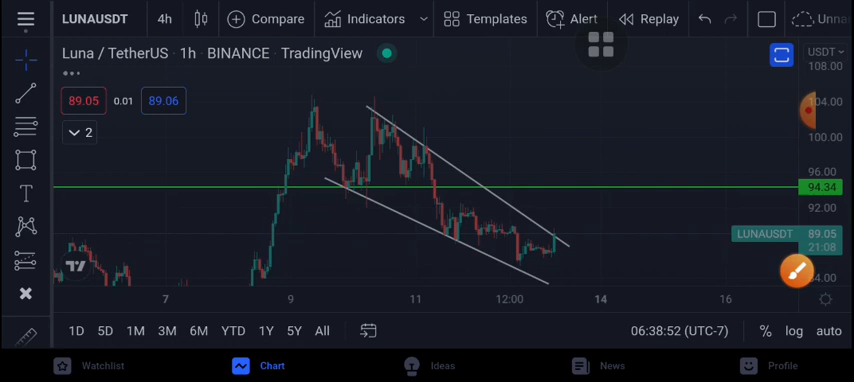 LUNAUSDT 4h Compare Indicators Templates Alert Replay Unna
Luna / TetherUS · 1h · BINANCE · TradingView
USDT
89.05 0.01 89.06
2
108.00
104.00
100.00
96.00
94.34
92.00
LUNAUSDT 89.05
21:08
84.00
7 9 11 12:00 14 16
1D 5D 1M 3M 6M YTD 1Y 5Y All 06:38:52 (UTC-7) % log auto
Watchlist Chart Ideas News Profile